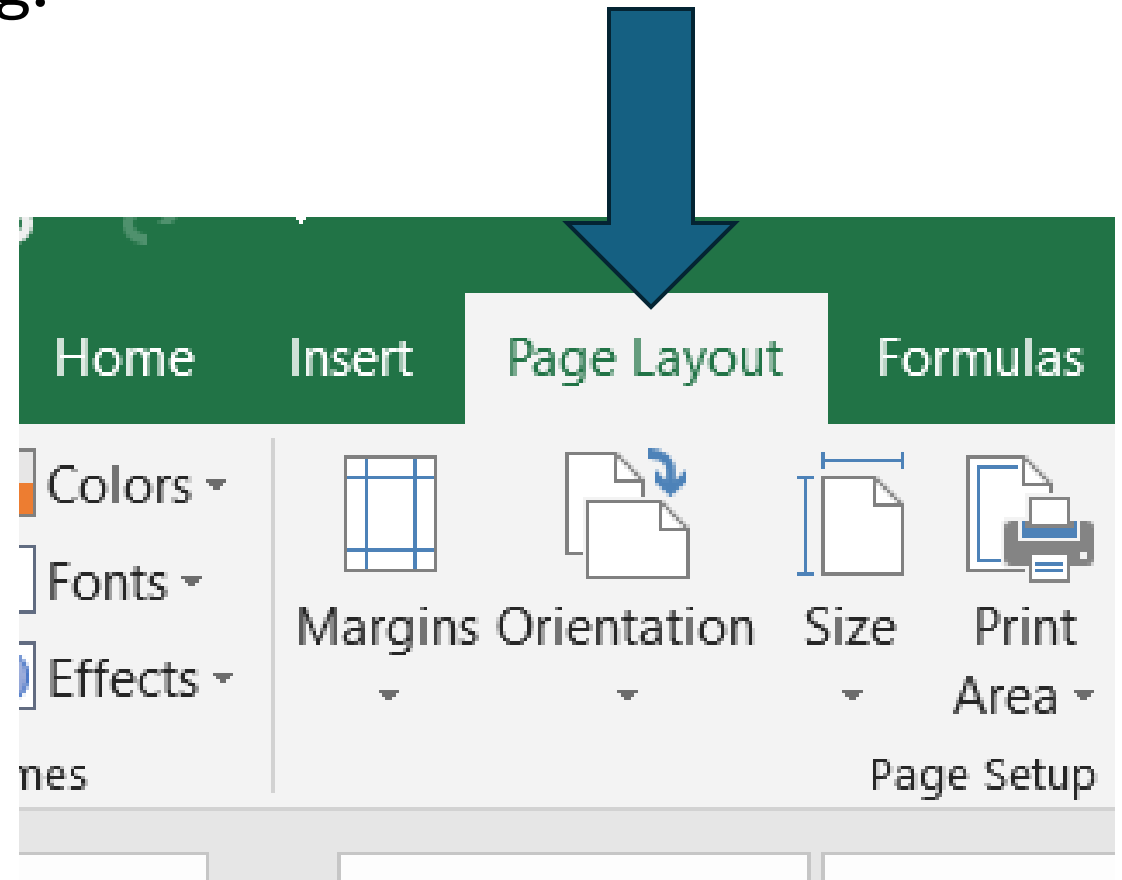 g.
Home Insert Page Layout Formulas
Colors
Fonts
Effects
Margins Orientation Size Print
Area
mes
Page Setup